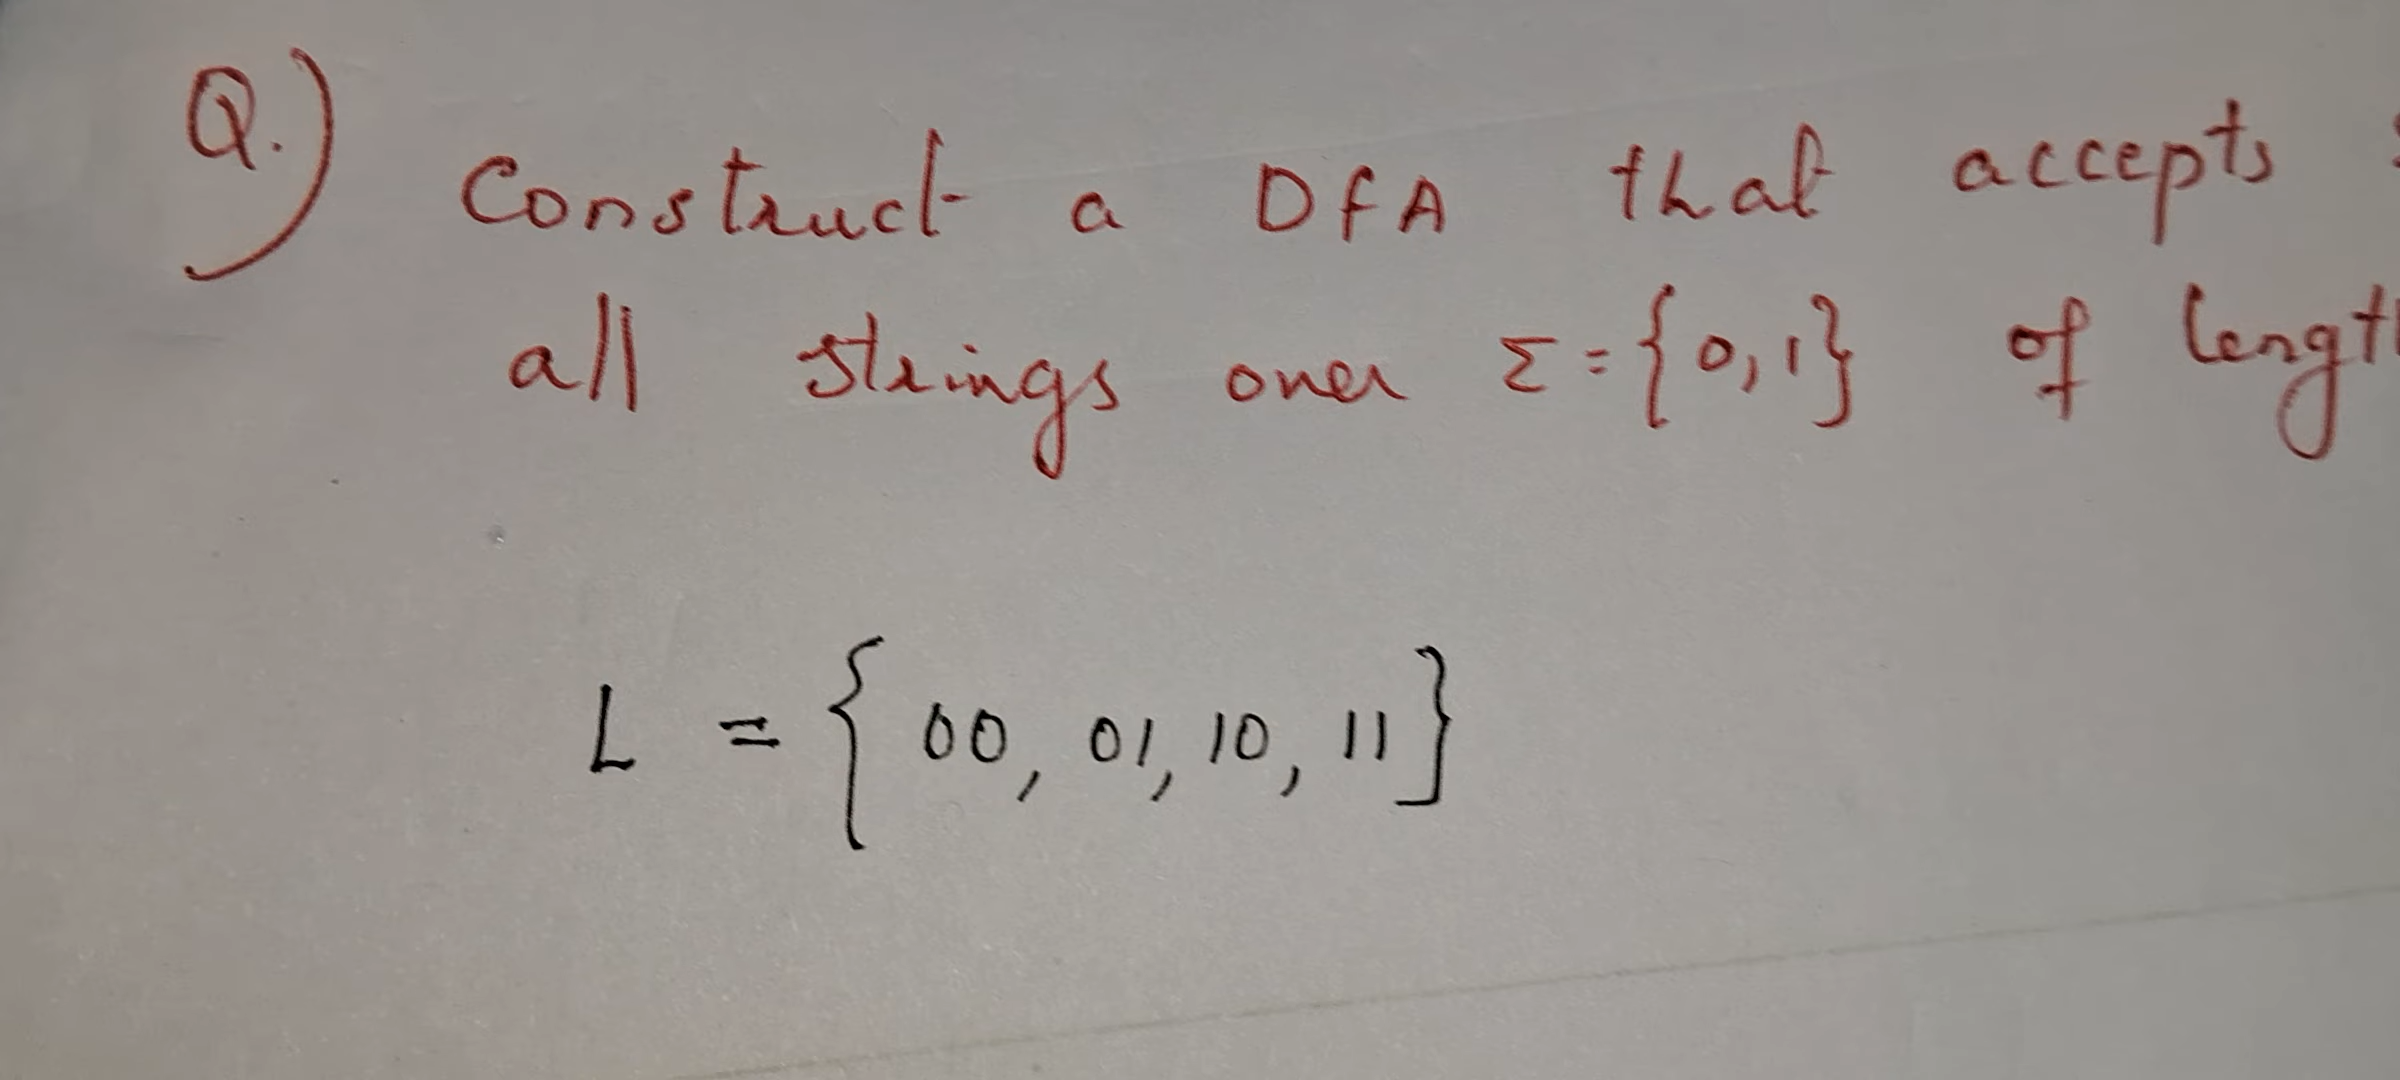 Q.) Construct a DFA that accepts
all strings over Σ={0,1} of
L = { 00, 01, 10, 11}